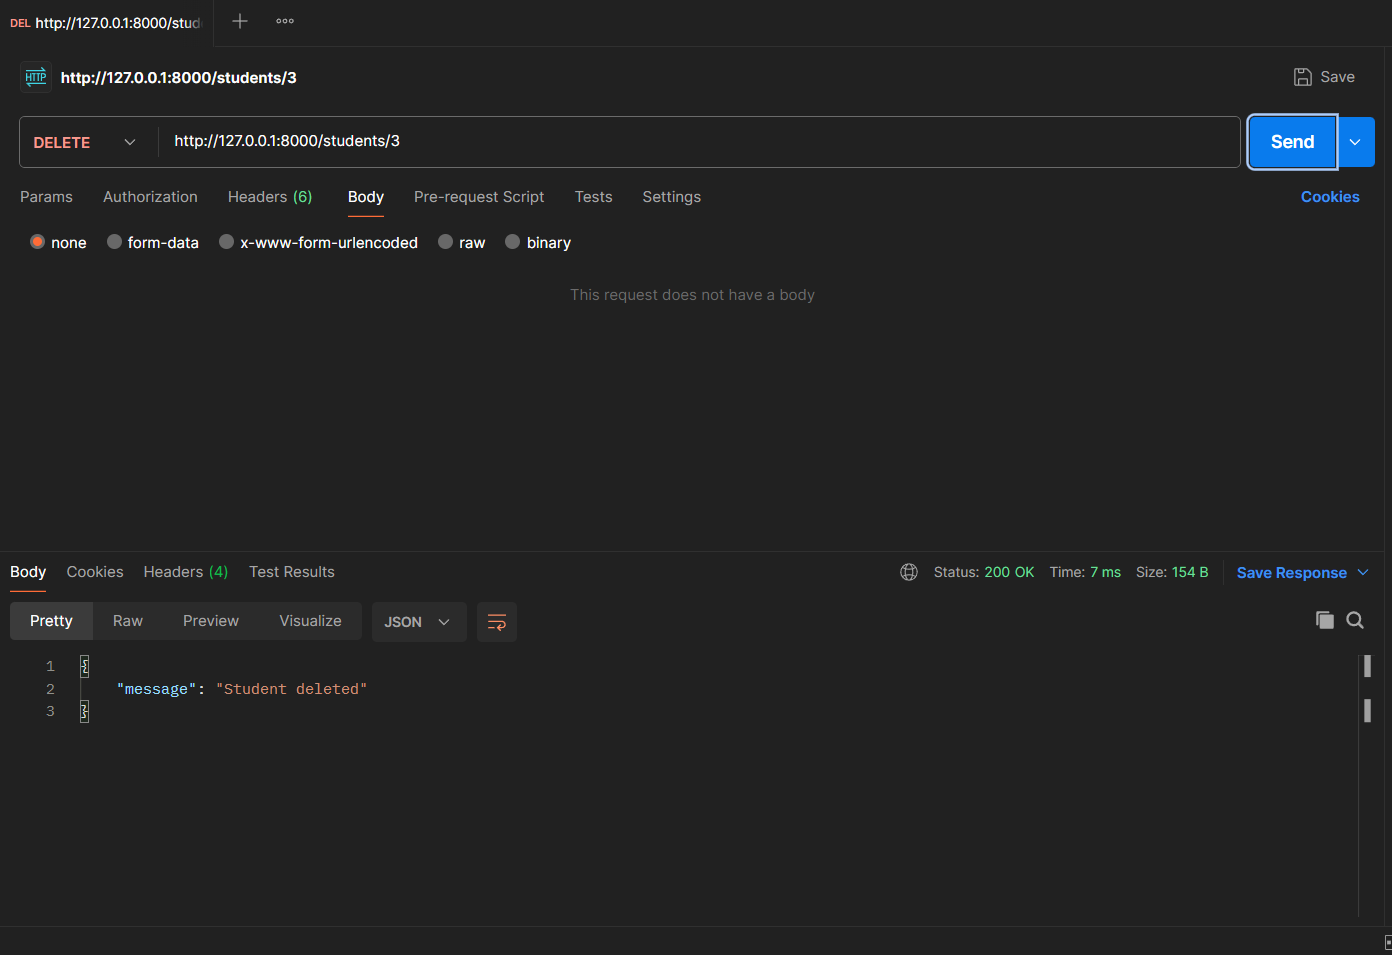 DEL http://127.0.0.1:8000/stud
HTTP http://127.0.0.1:8000/students/3
Save
DELETE http://127.0.0.1:8000/students/3
Send
Params Authorization Headers (6) Body Pre-request Script Tests Settings Cookies
none form-data x-www-form-urlencoded raw binary
This request does not have a body
Body Cookies Headers (4) Test Results Status: 200 OK Time: 7 ms Size: 154 B Save Response
Pretty Raw Preview Visualize JSON
1 {
2 "message": "Student deleted"
3 }